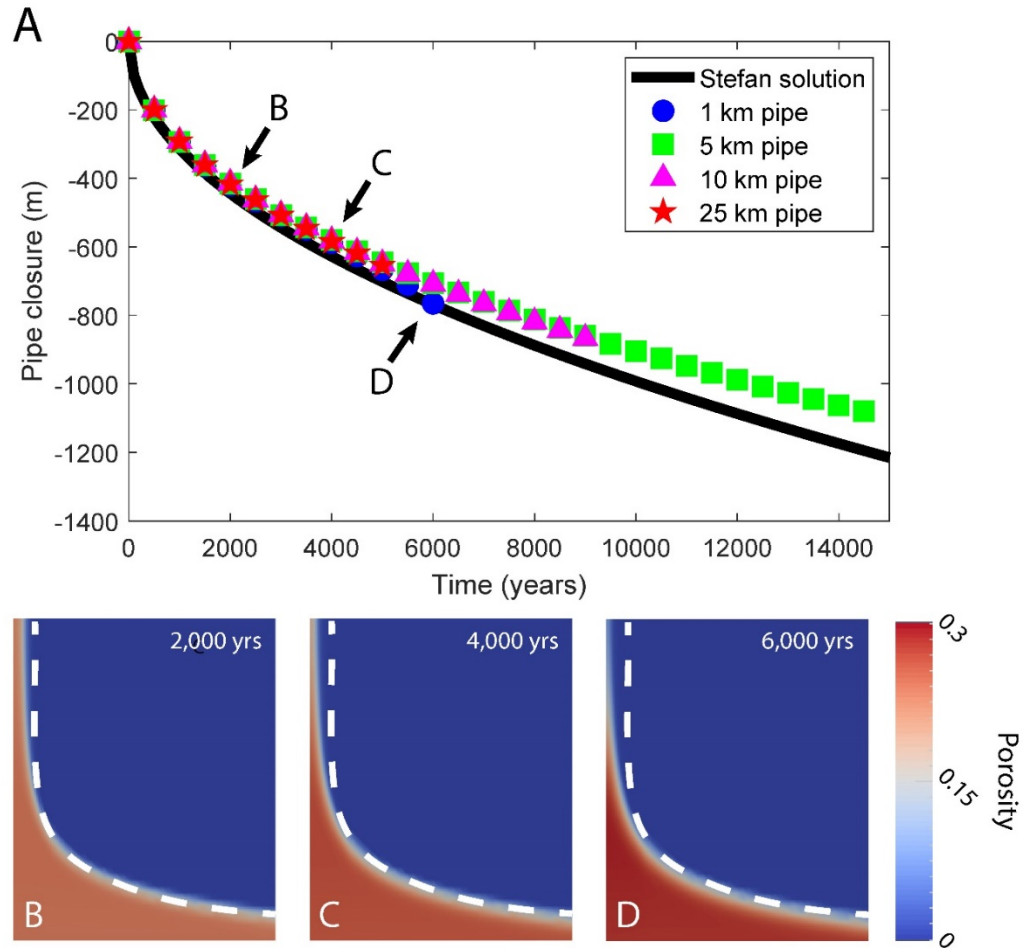 A
Stefan solution
1 km pipe
5 km pipe
10 km pipe
25 km pipe
B
C
D
Pipe closure (m)
0
-200
-400
-600
-800
-1000
-1200
-1400
0 2000 4000 6000 8000 10000 12000 14000
Time (years)
2,000 yrs
B
4,000 yrs
C
6,000 yrs
D
0.3
0.15
0
Porosity